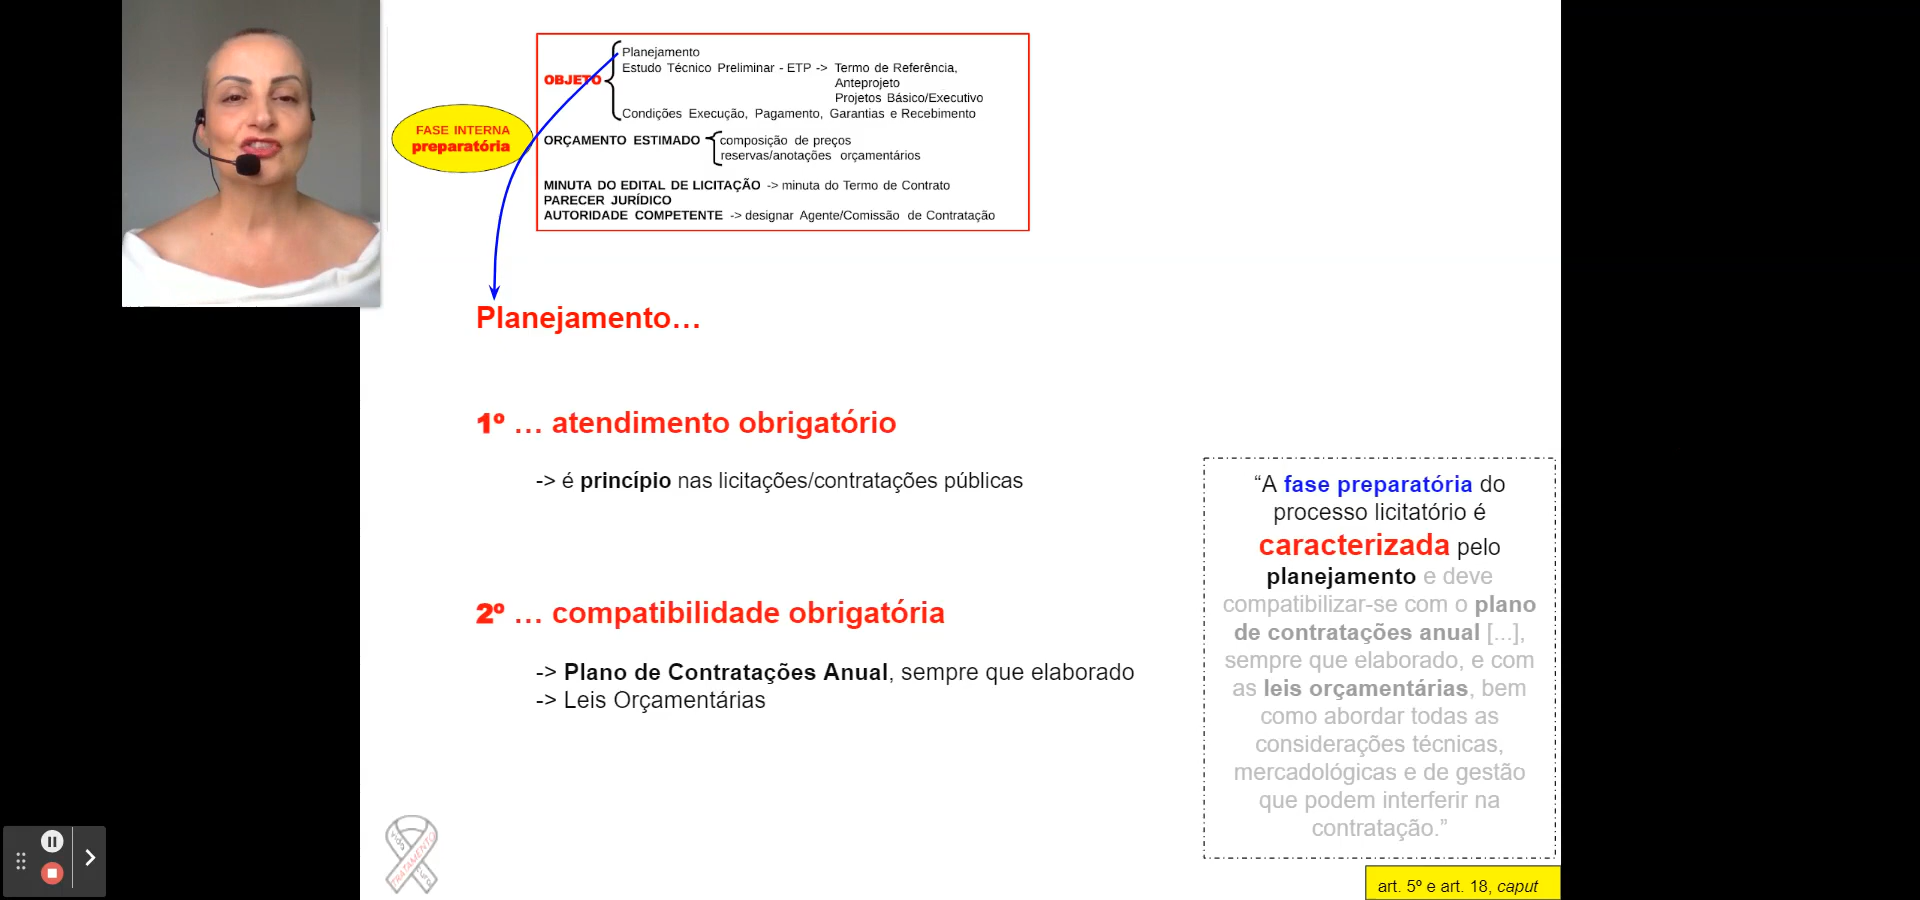 Planejamento
Estudo Técnico Preliminar - ETP -> Termo de Referência,
OBJETO
Anteprojeto
Projetos Básico/Executivo
Condições Execução, Pagamento, Garantias e Recebimento
FASE INTERNA
preparatória
ORÇAMENTO ESTIMADO
composição de preços
reservas/anotações orçamentários
MINUTA DO EDITAL DE LICITAÇÃO -> minuta do Termo de Contrato
PARECER JURÍDICO
AUTORIDADE COMPETENTE -> designar Agente/Comissão de Contratação
Planejamento…
1º … atendimento obrigatório
-> é princípio nas licitações/contratações públicas
2º … compatibilidade obrigatória
-> Plano de Contratações Anual, sempre que elaborado
-> Leis Orçamentárias
“A fase preparatória do
processo licitatório é
caracterizada pelo
planejamento e deve
compatibilizar-se com o plano
de contratações anual [...],
sempre que elaborado, e com
as leis orçamentárias, bem
como abordar todas as
considerações técnicas,
mercadológicas e de gestão
que podem interferir na
contratação.”
art. 5º e art. 18, caput
TRATAMENTO